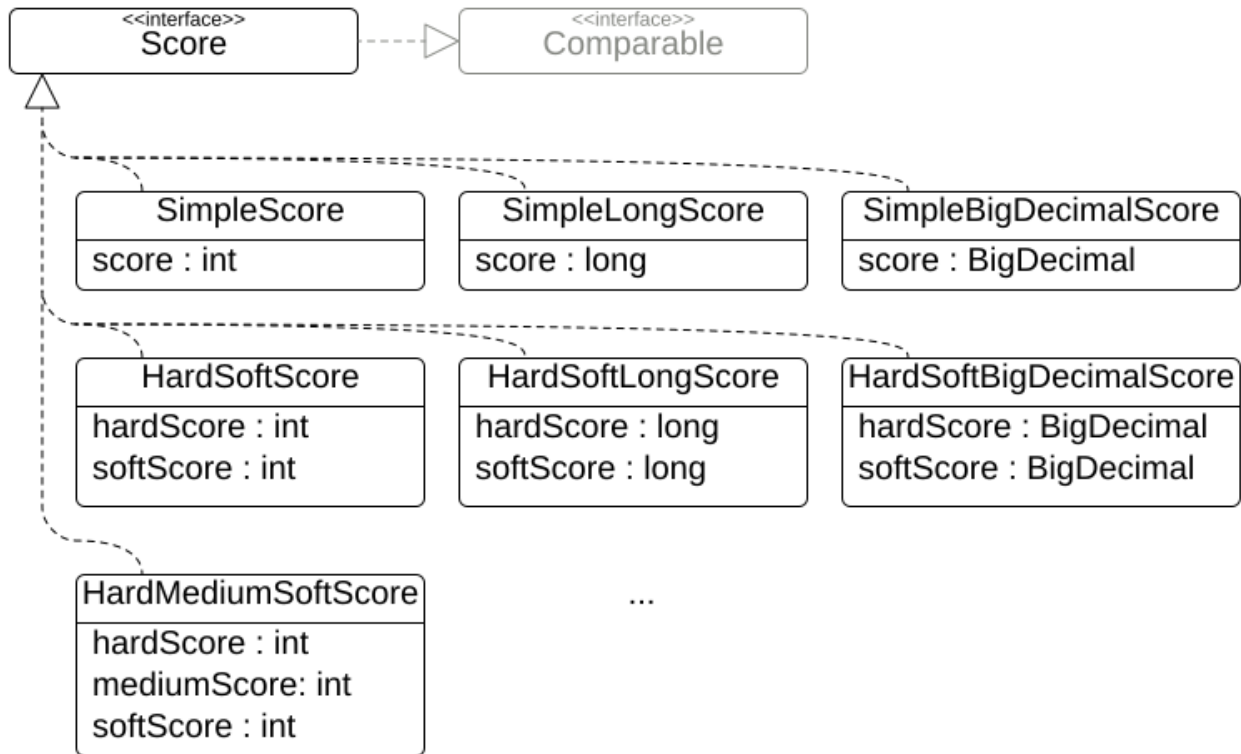 <<interface>>
Score
<<interface>>
Comparable
SimpleScore
score : int
SimpleLongScore
score : long
SimpleBigDecimalScore
score : BigDecimal
HardSoftScore
hardScore : int
softScore : int
HardSoftLongScore
hardScore : long
softScore : long
HardSoftBigDecimalScore
hardScore : BigDecimal
softScore : BigDecimal
HardMediumSoftScore
hardScore : int
mediumScore: int
softScore : int
...